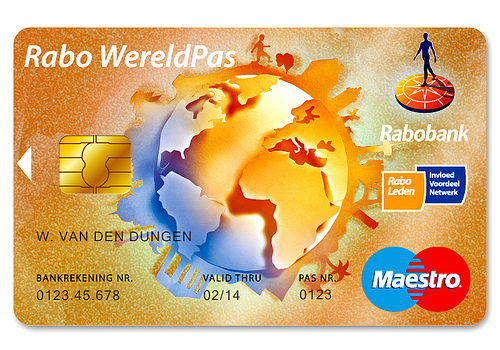 Rabo WereldPas
Rabobank
Rabo
Leden
Invloed
Voordeel
Netwerk
W. VAN DEN DUNGEN
BANKREKENING NR.
VALID THRU
PAS NR.
0123.45.678
02/14
0123
Maestro